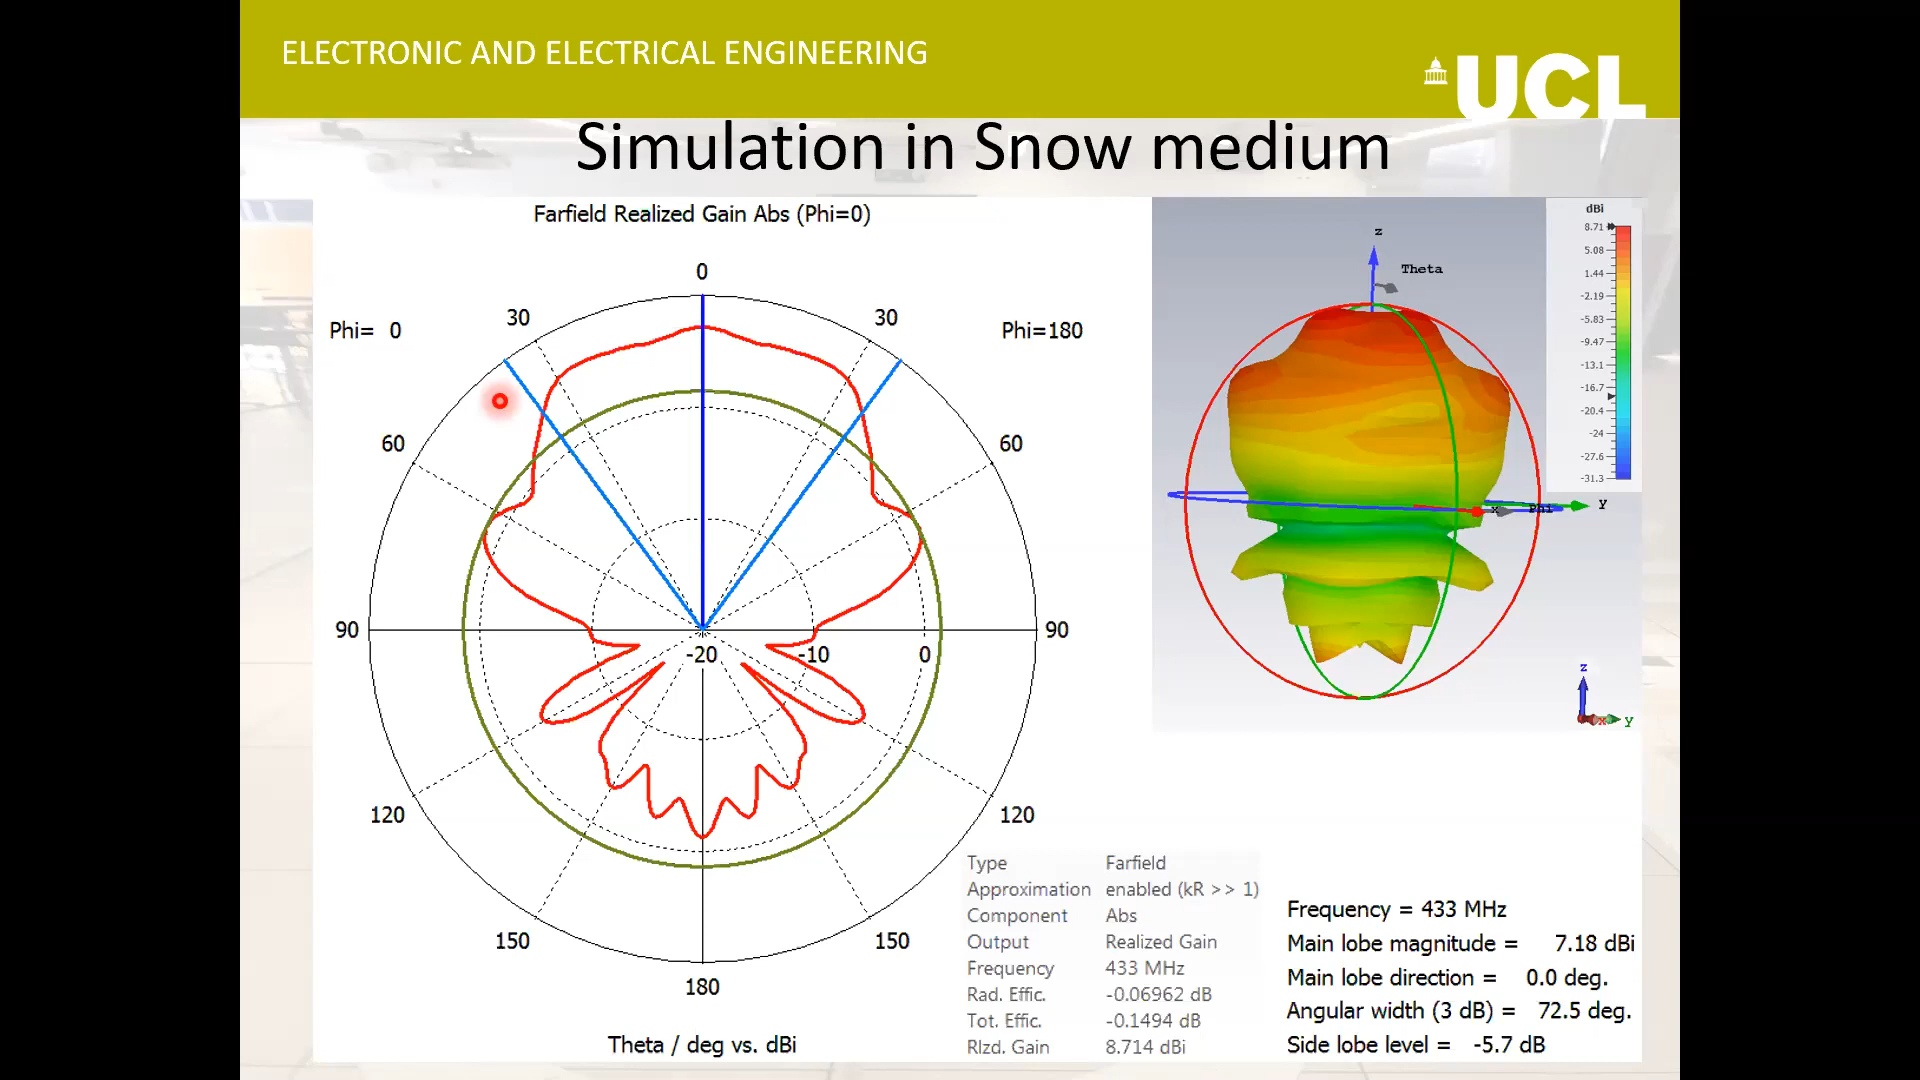 ELECTRONIC AND ELECTRICAL ENGINEERING
UCL
Simulation in Snow medium
Farfield Realized Gain Abs (Phi=0)
0
30
30
Phi= 0
Phi=180
60
60
90
90
-20
-10
0
120
120
150
150
180
Theta / deg vs. dBi
dBi
8.71
5.08
1.44
-2.19
-5.83
-9.47
-13.1
-16.7
-20.4
-24
-27.6
-31.3
z
Theta
x
Phi
y
z
x
y
Type Farfield
Approximation enabled (kR >> 1)
Component Abs
Output Realized Gain
Frequency 433 MHz
Rad. Effic. -0.06962 dB
Tot. Effic. -0.1494 dB
Rlzd. Gain 8.714 dBi
Frequency = 433 MHz
Main lobe magnitude = 7.18 dBi
Main lobe direction = 0.0 deg.
Angular width (3 dB) = 72.5 deg.
Side lobe level = -5.7 dB